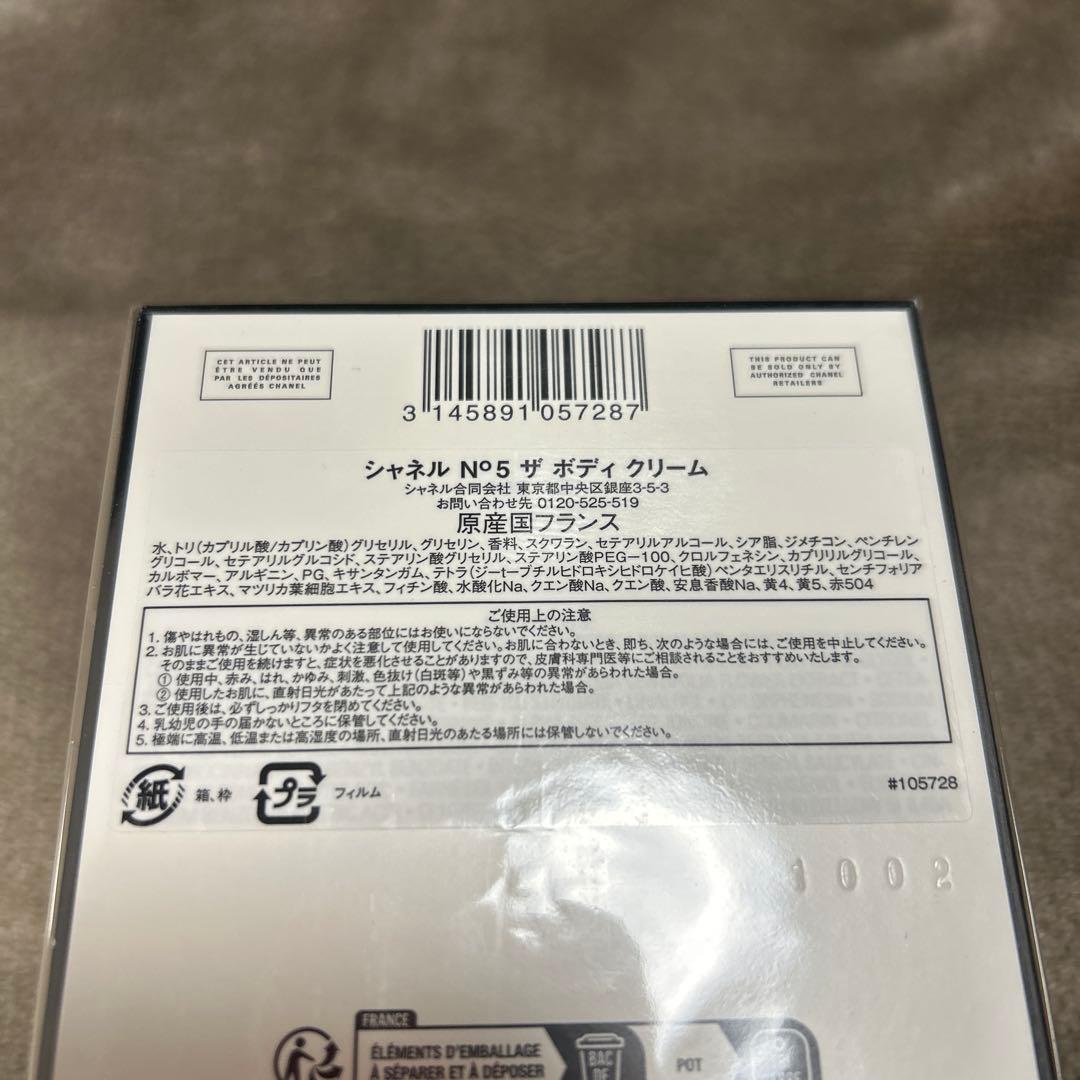 CET ARTICLE NE PEUT
ÊTRE VENDU QUE
PAR LES DÉPOSITAIRES
AGRÉÉS CHANEL
3 145891 057287
THIS PRODUCT CAN
BE SOLD ONLY BY
AUTHORIZED CHANEL
RETAILERS
シャネル Nº5 ザ ボディ クリーム
シャネル合同会社 東京都中央区銀座3-5-3
お問い合わせ先 0120-525-519
原産国フランス
水、トリ(カプリル酸/カプリン酸)グリセリル、グリセリン、香料、スクワラン、セテアリルアルコール、シア脂、ジメチコン、ペンチレン
グリコール、セテアリルグルコシド、ステアリン酸グリセリル、ステアリン酸PEG-100、クロルフェネシン、カプリリルグリコール、
カルボマー、アルギニン、PG、キサンタンガム、テトラ(ジ-t-ブチルヒドロキシヒドロケイヒ酸)ペンタエリスリチル、センチフォリア
バラ花エキス、マツリカ葉細胞エキス、フィチン酸、水酸化Na、クエン酸Na、クエン酸、安息香酸Na、黄4、黄5、赤504
ご使用上の注意
1. 傷やはれもの、湿しん等、異常のある部位にはお使いにならないでください。
2. お肌に異常が生じていないかよく注意して使用してください。お肌に合わないとき、即ち、次のような場合には、ご使用を中止してください。
そのままご使用を続けますと、症状を悪化させることがありますので、皮膚科専門医等にご相談されることをおすすめいたします。
① 使用中、赤み、はれ、かゆみ、刺激、色抜け(白斑等)や黒ずみ等の異常があらわれた場合。
② 使用したお肌に、直射日光があたって上記のような異常があらわれた場合。
3. ご使用後は、必ずしっかりフタを閉めてください。
4. 乳幼児の手の届かないところに保管してください。
5. 極端に高温、低温または高湿度の場所、直射日光のあたる場所には保管しないでください。
紙 箱、枠 プラ フィルム
#105728
1002
FRANCE
ÉLÉMENTS D'EMBALLAGE
À SÉPARER ET À DÉPOSER
BAC
DE
POT